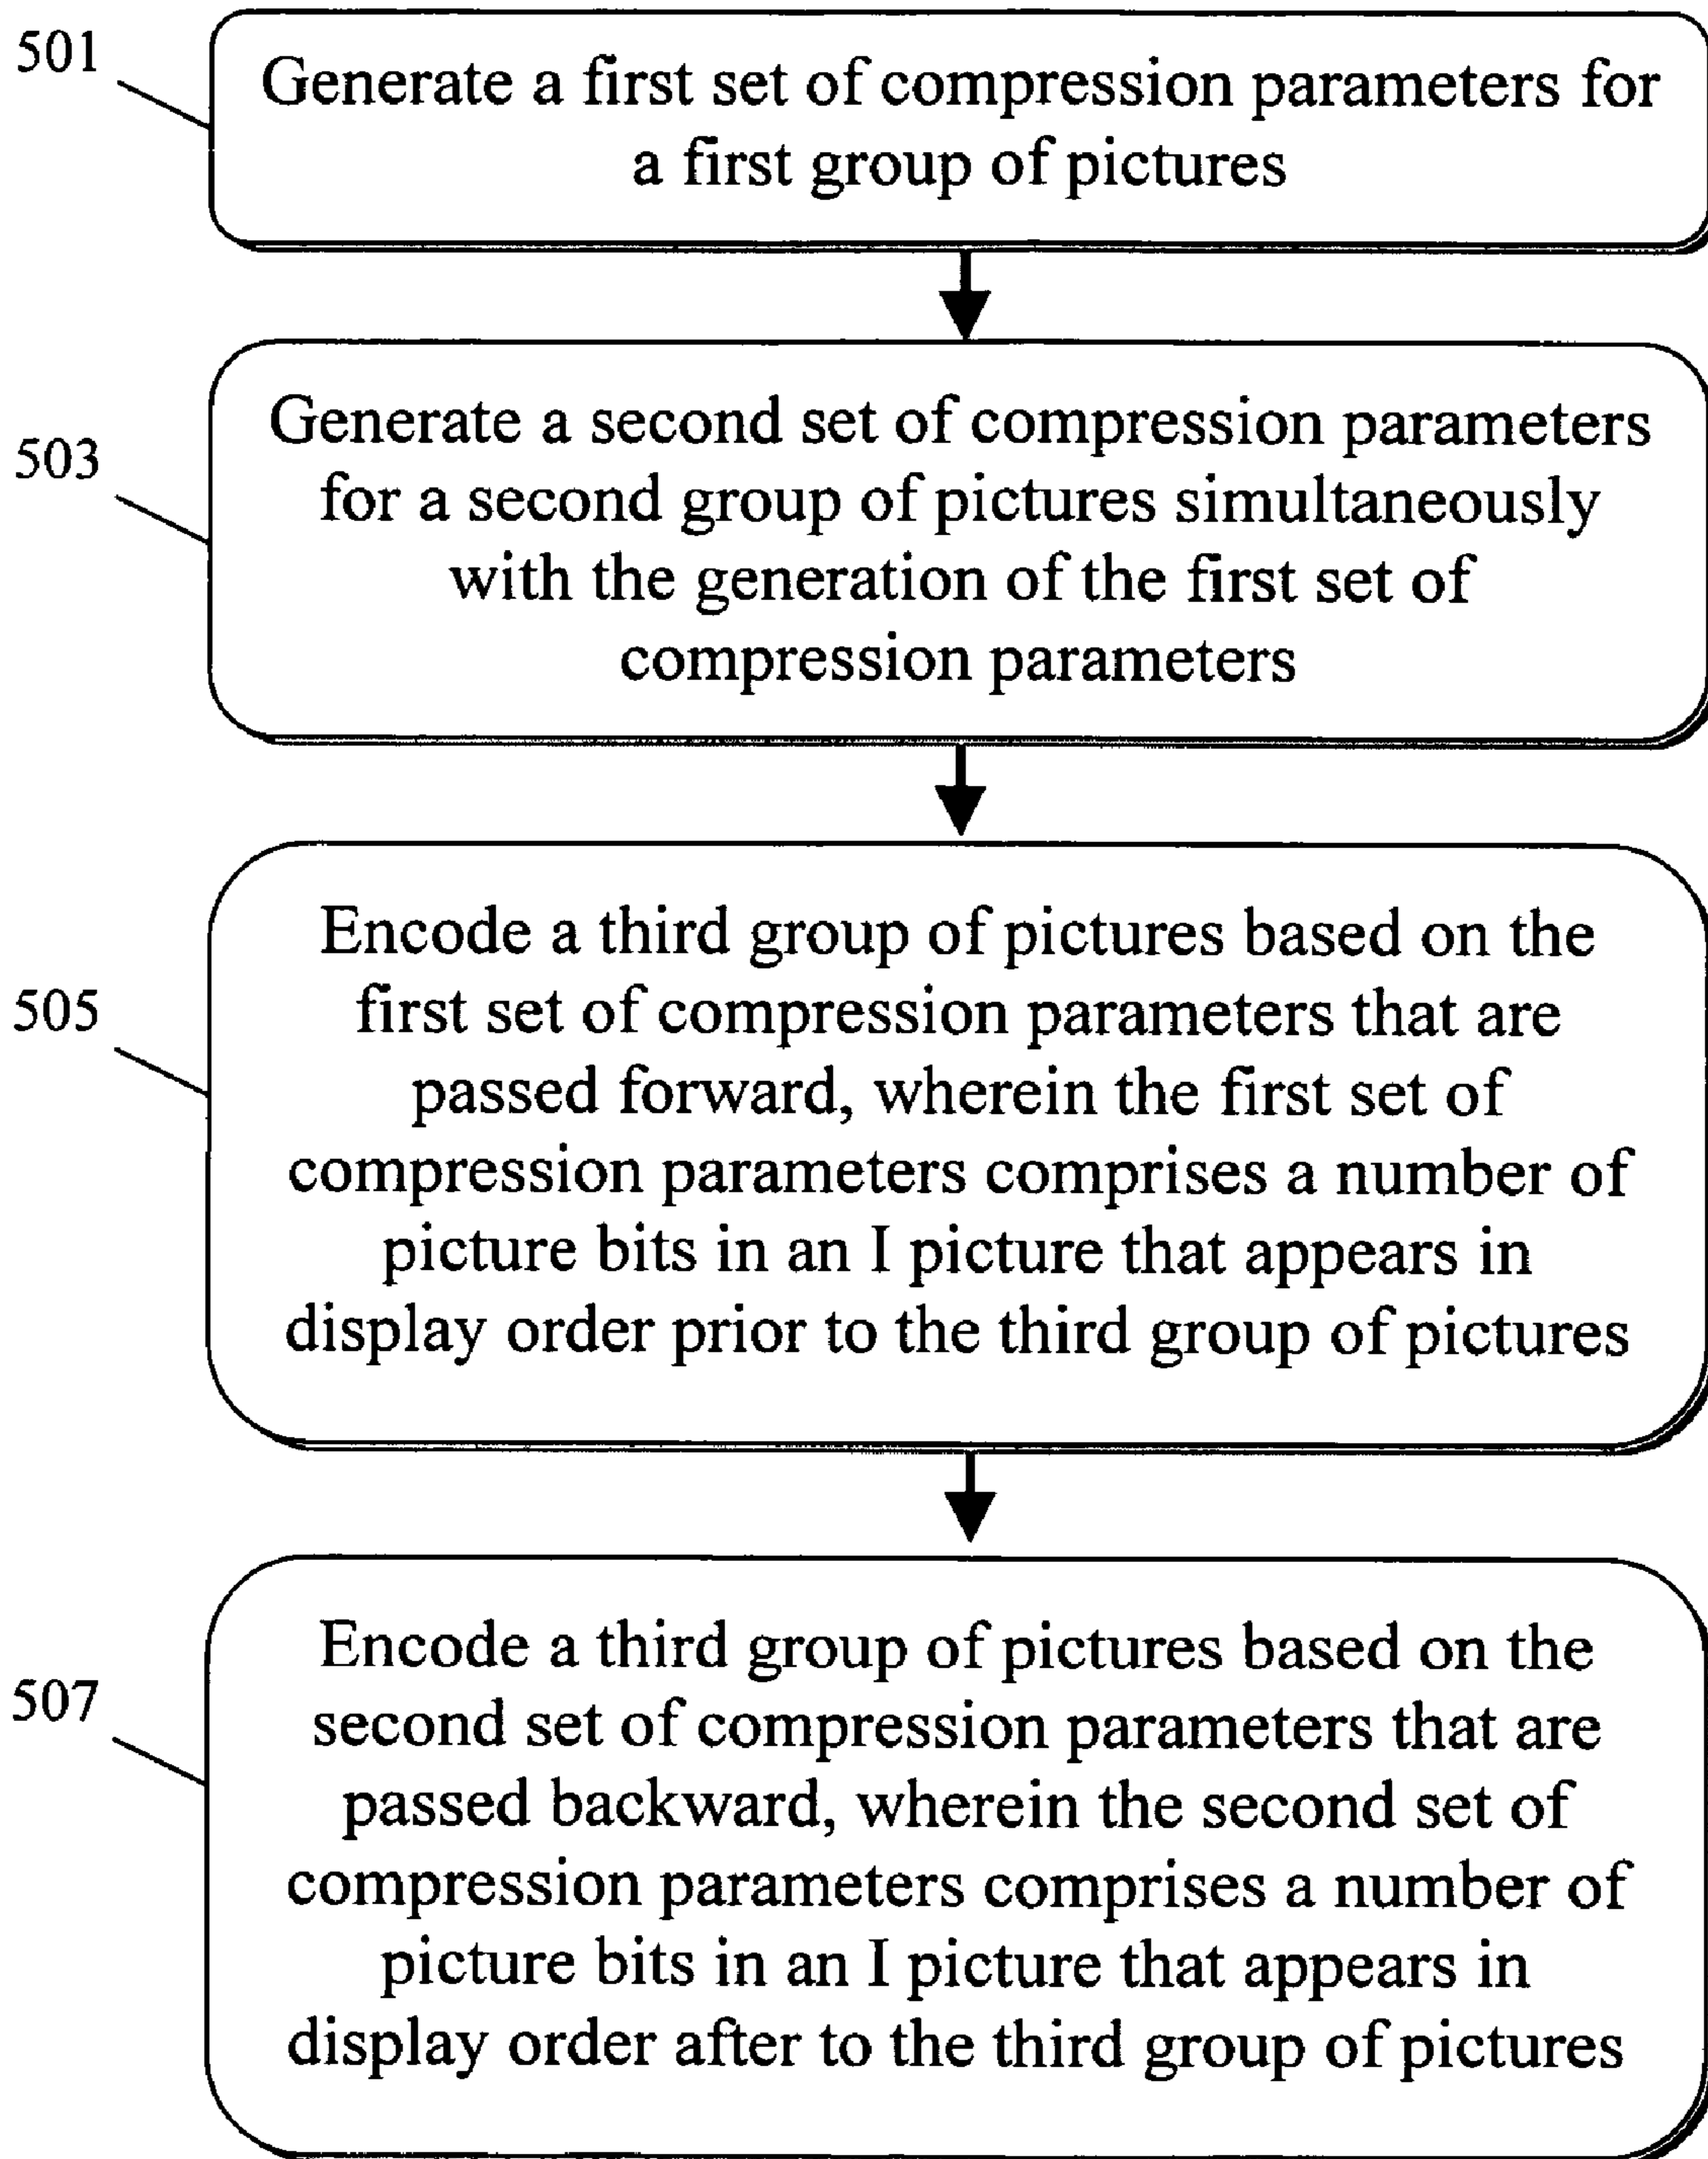 501
Generate a first set of compression parameters for
a first group of pictures
503
Generate a second set of compression parameters
for a second group of pictures simultaneously
with the generation of the first set of
compression parameters
505
Encode a third group of pictures based on the
first set of compression parameters that are
passed forward, wherein the first set of
compression parameters comprises a number of
picture bits in an I picture that appears in
display order prior to the third group of pictures
507
Encode a third group of pictures based on the
second set of compression parameters that are
passed backward, wherein the second set of
compression parameters comprises a number of
picture bits in an I picture that appears in
display order after to the third group of pictures